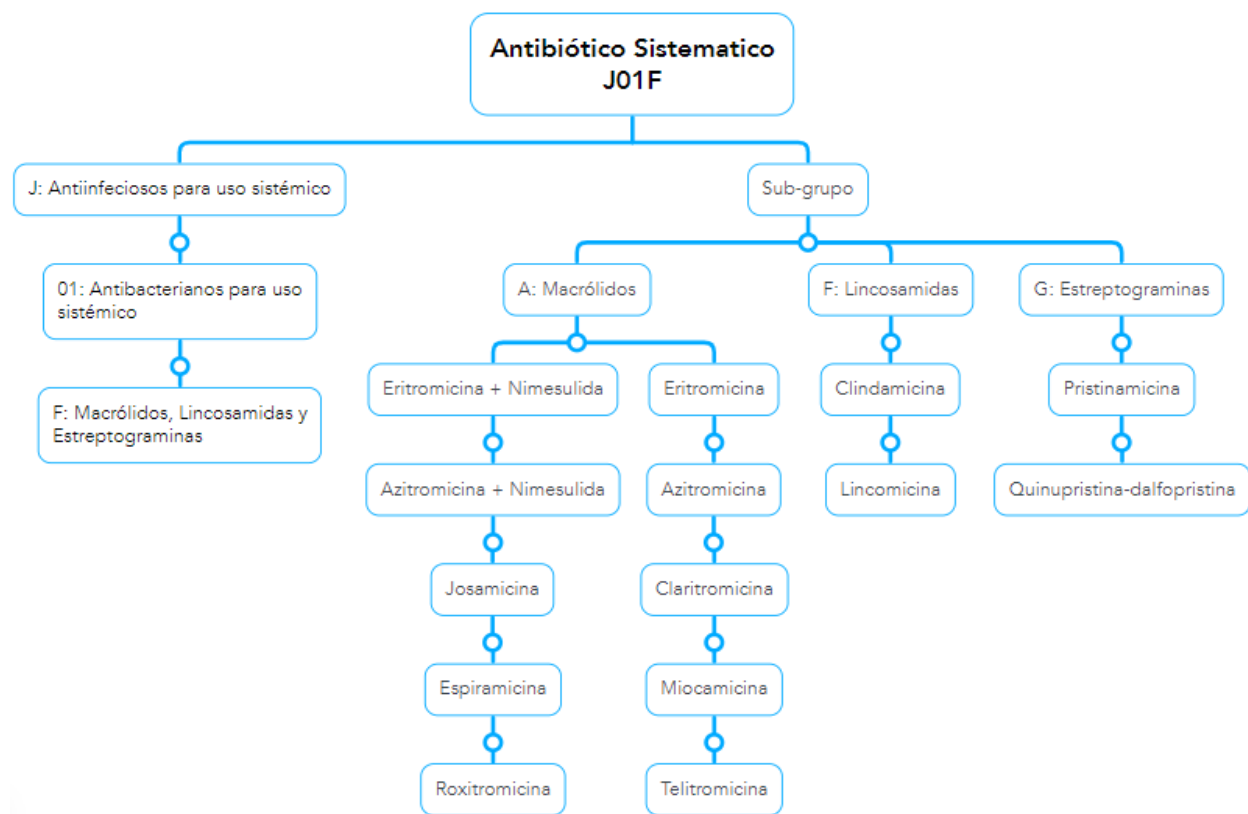 Antibiótico Sistematico
J01F
J: Antiinfeciosos para uso sistémico
Sub-grupo
01: Antibacterianos para uso
sistémico
A: Macrólidos
F: Lincosamidas
G: Estreptograminas
F: Macrólidos, Lincosamidas y
Estreptograminas
Eritromicina + Nimesulida
Eritromicina
Clindamicina
Pristinamicina
Azitromicina + Nimesulida
Azitromicina
Lincomicina
Quinupristina-dalfopristina
Josamicina
Claritromicina
Espiramicina
Miocamicina
Roxitromicina
Telitromicina